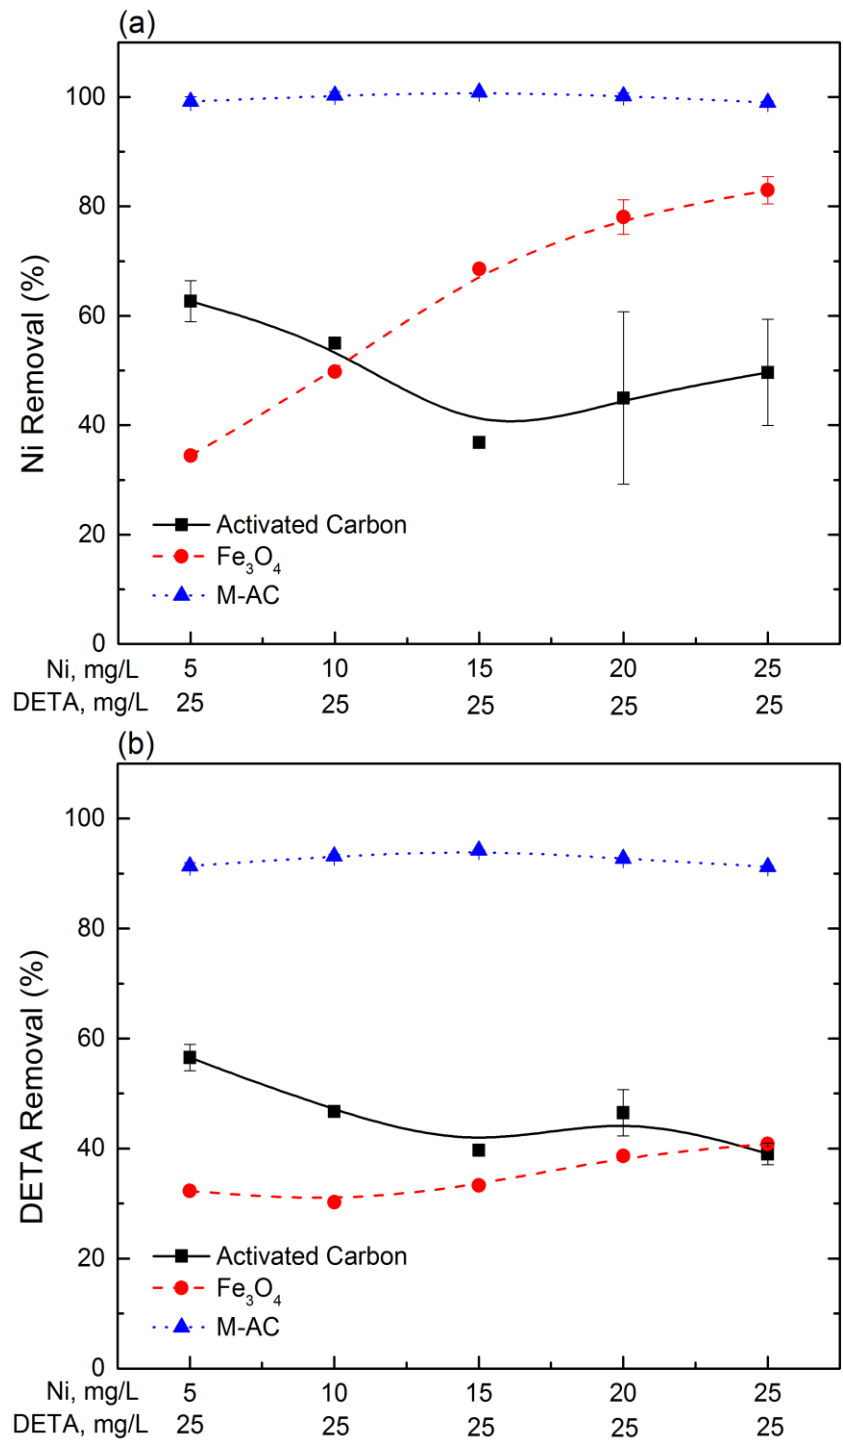 (a)
100
80
60
40
20
0
Ni Removal (%)
Activated Carbon
Fe₃O₄
M-AC
Ni, mg/L 5 10 15 20 25
DETA, mg/L 25 25 25 25 25
(b)
100
80
60
40
20
0
DETA Removal (%)
Activated Carbon
Fe₃O₄
M-AC
Ni, mg/L 5 10 15 20 25
DETA, mg/L 25 25 25 25 25